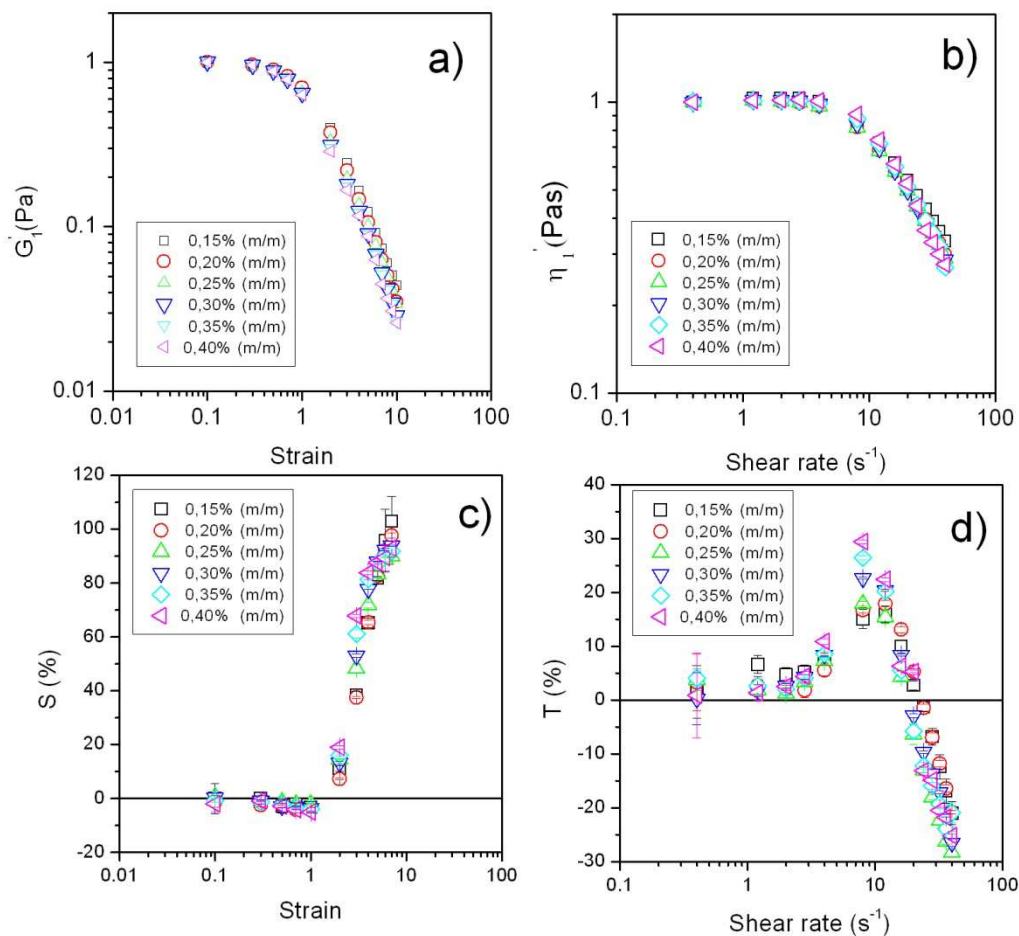 a)
1
0.1
0.01
G'₁(Pa)
0,15% (m/m)
0,20% (m/m)
0,25% (m/m)
0,30% (m/m)
0,35% (m/m)
0,40% (m/m)
0.01 0.1 1 10 100
Strain
b)
1
0.1
η₁' (Pas)
0,15% (m/m)
0,20% (m/m)
0,25% (m/m)
0,30% (m/m)
0,35% (m/m)
0,40% (m/m)
0.1 1 10 100
Shear rate (s⁻¹)
c)
120
100
80
60
40
20
0
-20
S (%)
0,15% (m/m)
0,20% (m/m)
0,25% (m/m)
0,30% (m/m)
0,35% (m/m)
0,40% (m/m)
0.01 0.1 1 10 100
Strain
d)
40
30
20
10
0
-10
-20
-30
T (%)
0,15% (m/m)
0,20% (m/m)
0,25% (m/m)
0,30% (m/m)
0,35% (m/m)
0,40% (m/m)
0.1 1 10 100
Shear rate (s⁻¹)